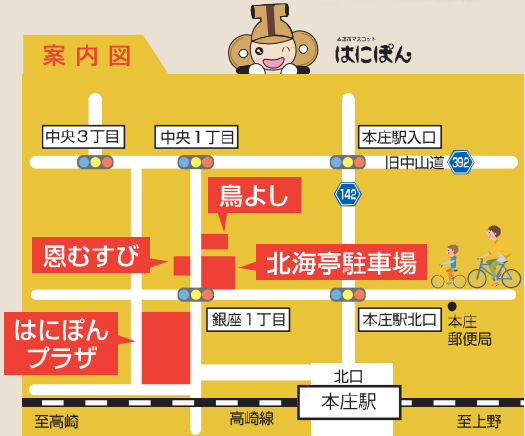 案内図
本庄市マスコット
はにぽん
中央3丁目
中央1丁目
本庄駅入口
旧中山道
392
142
鳥よし
恩むすび
北海亭駐車場
銀座1丁目
本庄駅北口
はにぽん
プラザ
本庄
郵便局
北口
本庄駅
至高崎
高崎線
至上野